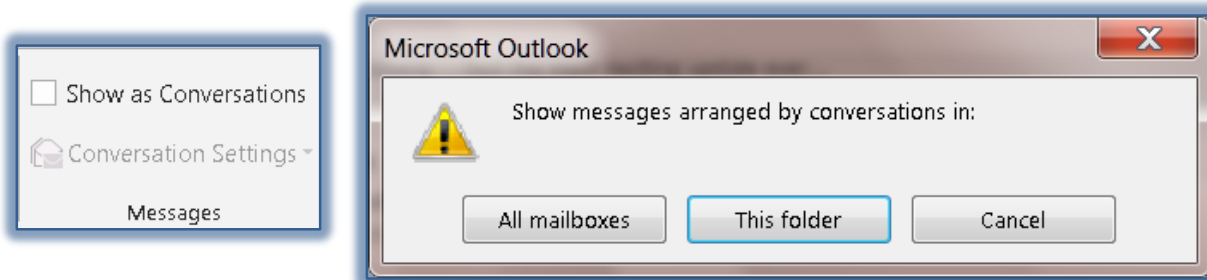 Show as Conversations
Conversation Settings
Messages
Microsoft Outlook
Show messages arranged by conversations in:
All mailboxes
This folder
Cancel